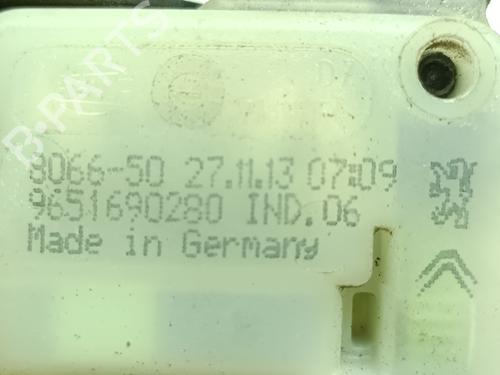 B-PARTS
8066-50 27.11.13 07:09
9651690280 IND.06
Made in Germany